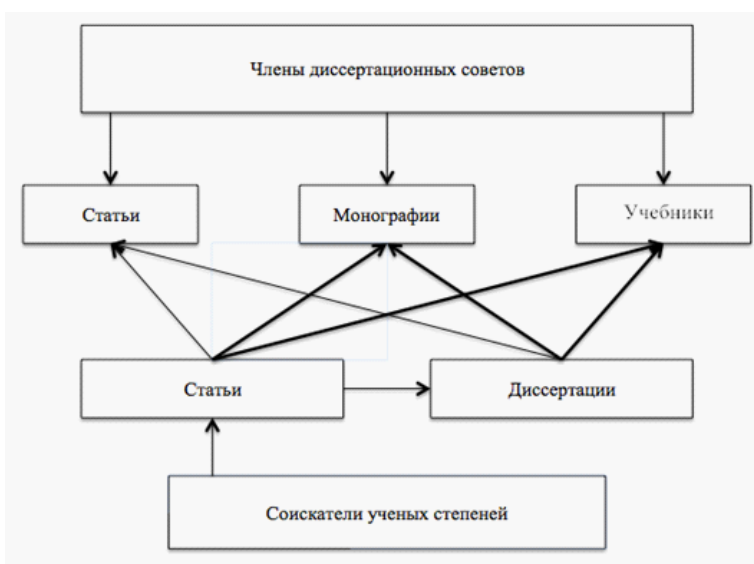 Члены диссертационных советов
Статьи
Монографии
Учебники
Статьи
Диссертации
Соискатели ученых степеней